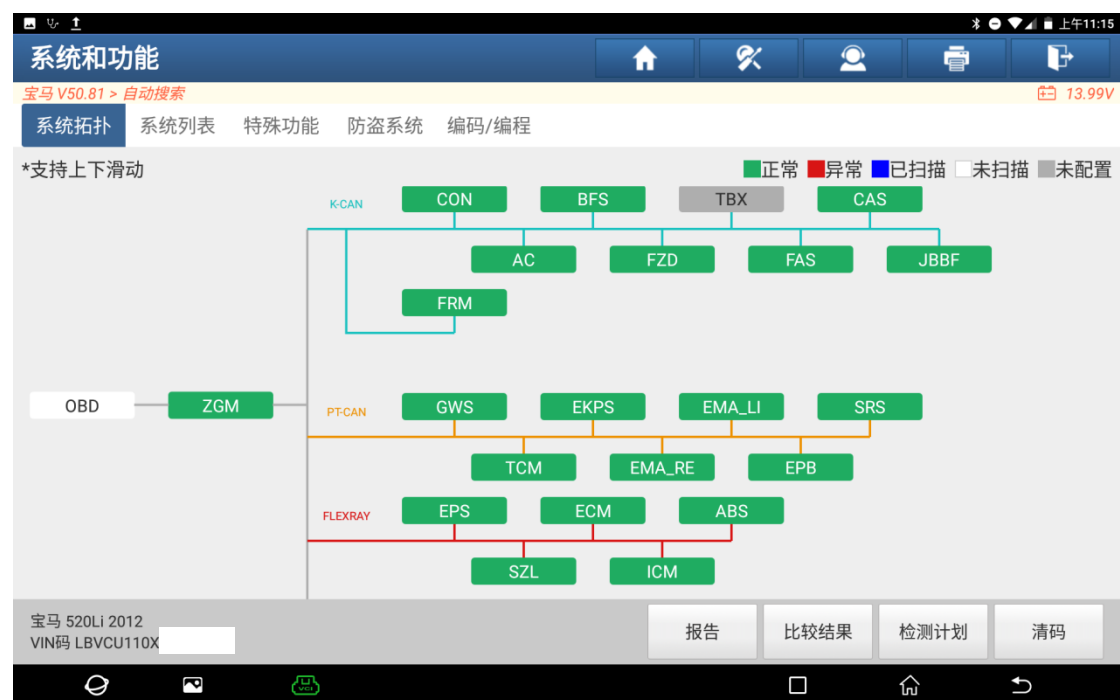 上午11:15
系统和功能
宝马 V50.81 > 自动搜索 13.99V
系统拓扑 系统列表 特殊功能 防盗系统 编码/编程
*支持上下滑动 正常 异常 已扫描 未扫描 未配置
K-CAN CON BFS TBX CAS
AC FZD FAS JBBF
FRM
OBD ZGM PT-CAN GWS EKPS EMA_LI SRS
TCM EMA_RE EPB
FLEXRAY EPS ECM ABS
SZL ICM
宝马 520Li 2012
VIN码 LBVCU110X
报告 比较结果 检测计划 清码
VCI